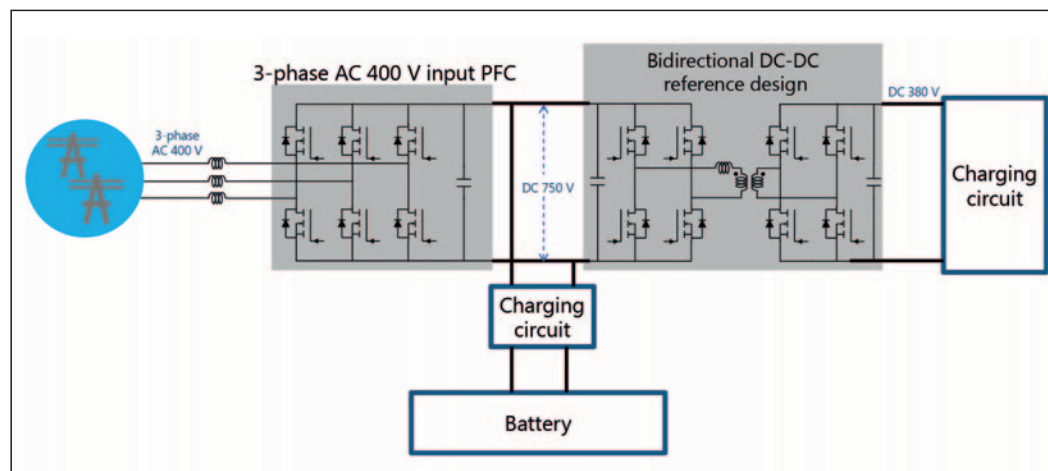 3-phase AC 400 V input PFC
Bidirectional DC-DC
reference design
3-phase
AC 400 V
DC 750 V
DC 380 V
Charging
circuit
Charging
circuit
Battery